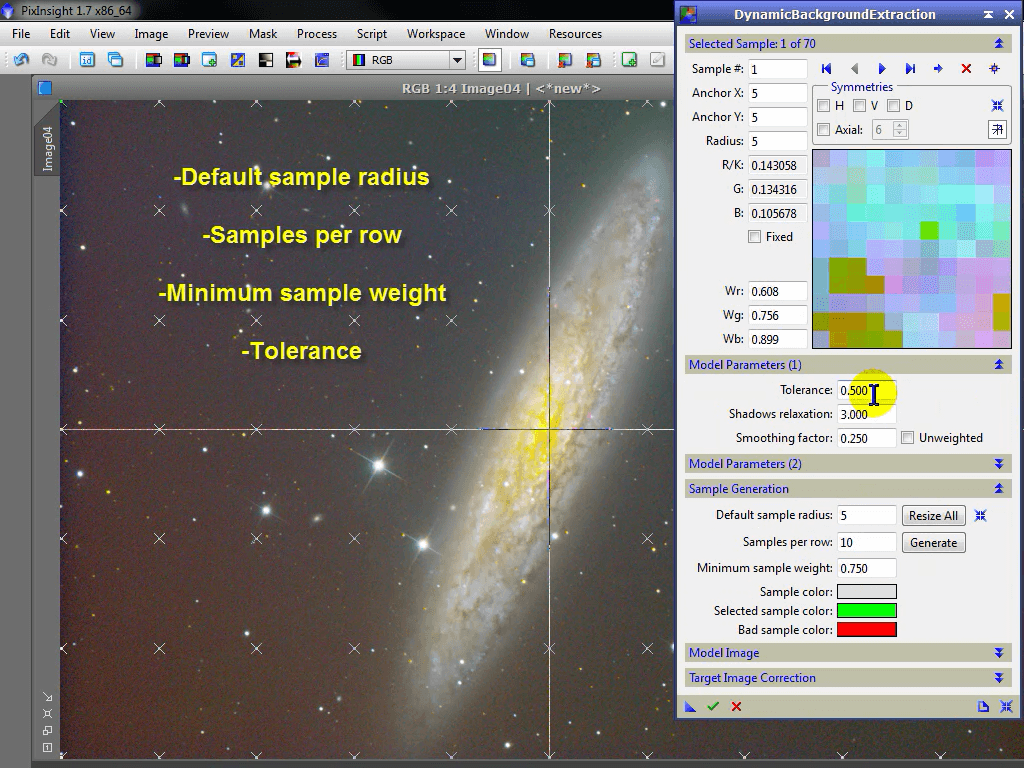 PixInsight 1.7 x86_64
File Edit View Image Preview Mask Process Script Workspace Window Resources
RGB
RGB 1:4 Image04 | <*new*>
Image04
-Default sample radius
-Samples per row
-Minimum sample weight
-Tolerance
DynamicBackgroundExtraction
Selected Sample: 1 of 70
Sample #: 1
Anchor X: 5
Anchor Y: 5
Radius: 5
R/K: 0.143058
G: 0.134316
B: 0.105678
Fixed
Wr: 0.608
Wg: 0.756
Wb: 0.899
Symmetries
H V D
Axial: 6
Model Parameters (1)
Tolerance: 0.500
Shadows relaxation: 3.000
Smoothing factor: 0.250 Unweighted
Model Parameters (2)
Sample Generation
Default sample radius: 5 Resize All
Samples per row: 10 Generate
Minimum sample weight: 0.750
Sample color:
Selected sample color:
Bad sample color:
Model Image
Target Image Correction